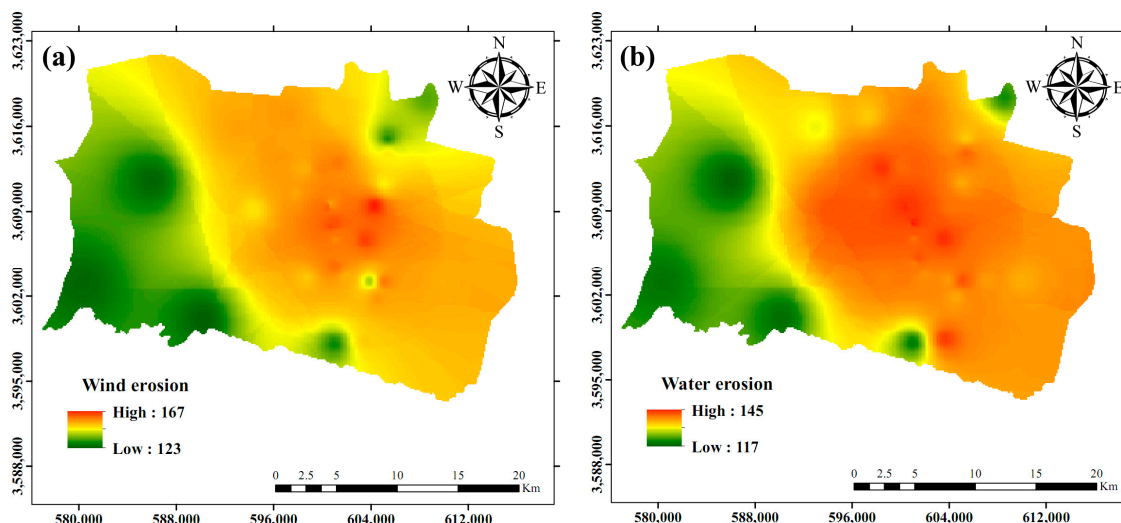 (a)
N
W E
S
3,623,000
3,616,000
3,609,000
3,602,000
3,595,000
3,588,000
Wind erosion
High : 167
Low : 123
0 2.5 5 10 15 20
Km
580,000 588,000 596,000 604,000 612,000
(b)
N
W E
S
3,623,000
3,616,000
3,609,000
3,602,000
3,595,000
3,588,000
Water erosion
High : 145
Low : 117
0 2.5 5 10 15 20
Km
580,000 588,000 596,000 604,000 612,000